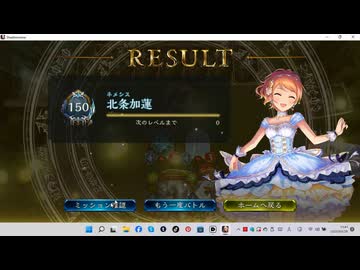 RESULT
ネメシス
150
北条加蓮
次のレベルまで 0
ミッション確認
もう一度バトル
ホームへ戻る